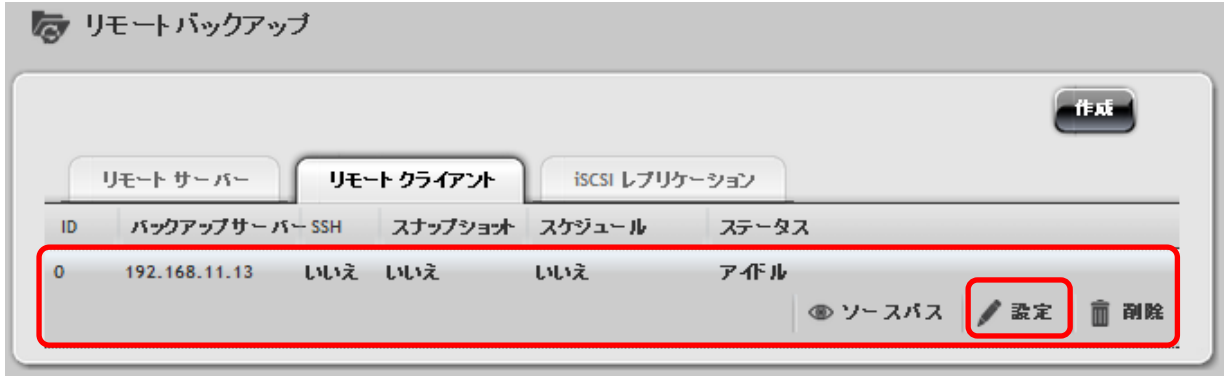 リモートバックアップ
作成
リモート サーバー リモート クライアント iSCSI レプリケーション
ID バックアップサーバー SSH スナップショット スケジュール ステータス
0 192.168.11.13 いいえ いいえ いいえ アイドル
ソースパス 設定 削除